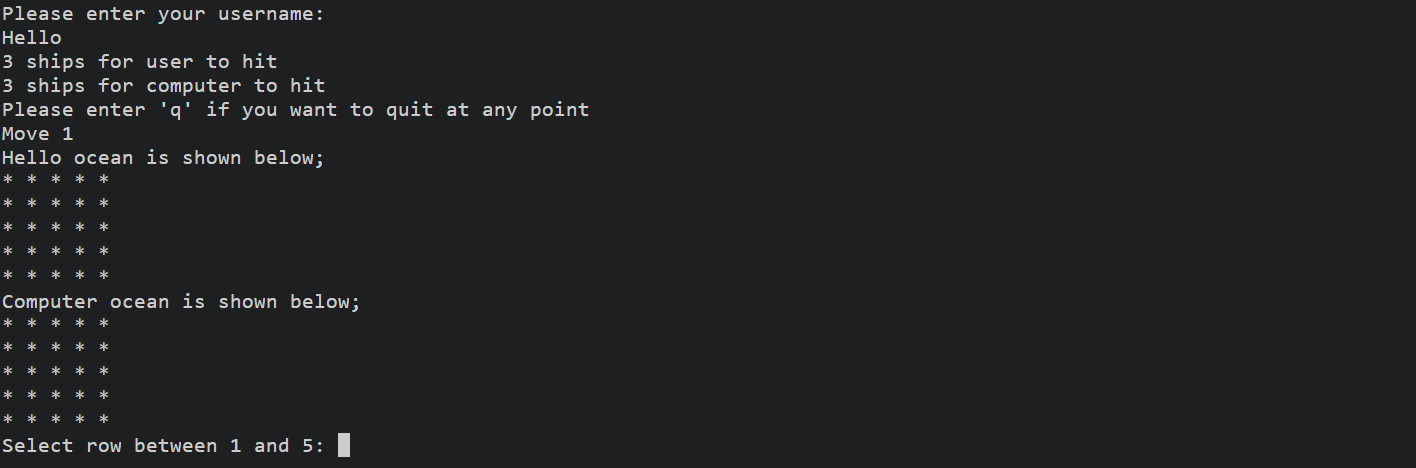 Please enter your username:
Hello
3 ships for user to hit
3 ships for computer to hit
Please enter 'q' if you want to quit at any point
Move 1
Hello ocean is shown below;
* * * * *
* * * * *
* * * * *
* * * * *
* * * * *
Computer ocean is shown below;
* * * * *
* * * * *
* * * * *
* * * * *
* * * * *
Select row between 1 and 5: